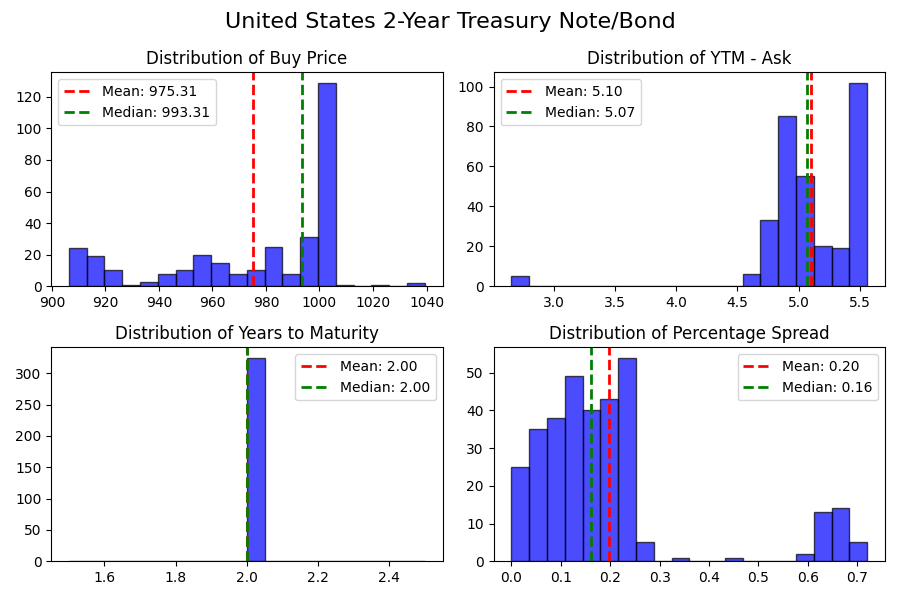 United States 2-Year Treasury Note/Bond
Distribution of Buy Price
Mean: 975.31
Median: 993.31
120
100
80
60
40
20
0
900 920 940 960 980 1000 1020 1040
Distribution of YTM - Ask
Mean: 5.10
Median: 5.07
100
80
60
40
20
0
3.0 3.5 4.0 4.5 5.0 5.5
Distribution of Years to Maturity
Mean: 2.00
Median: 2.00
300
250
200
150
100
50
0
1.6 1.8 2.0 2.2 2.4
Distribution of Percentage Spread
Mean: 0.20
Median: 0.16
50
40
30
20
10
0
0.0 0.1 0.2 0.3 0.4 0.5 0.6 0.7